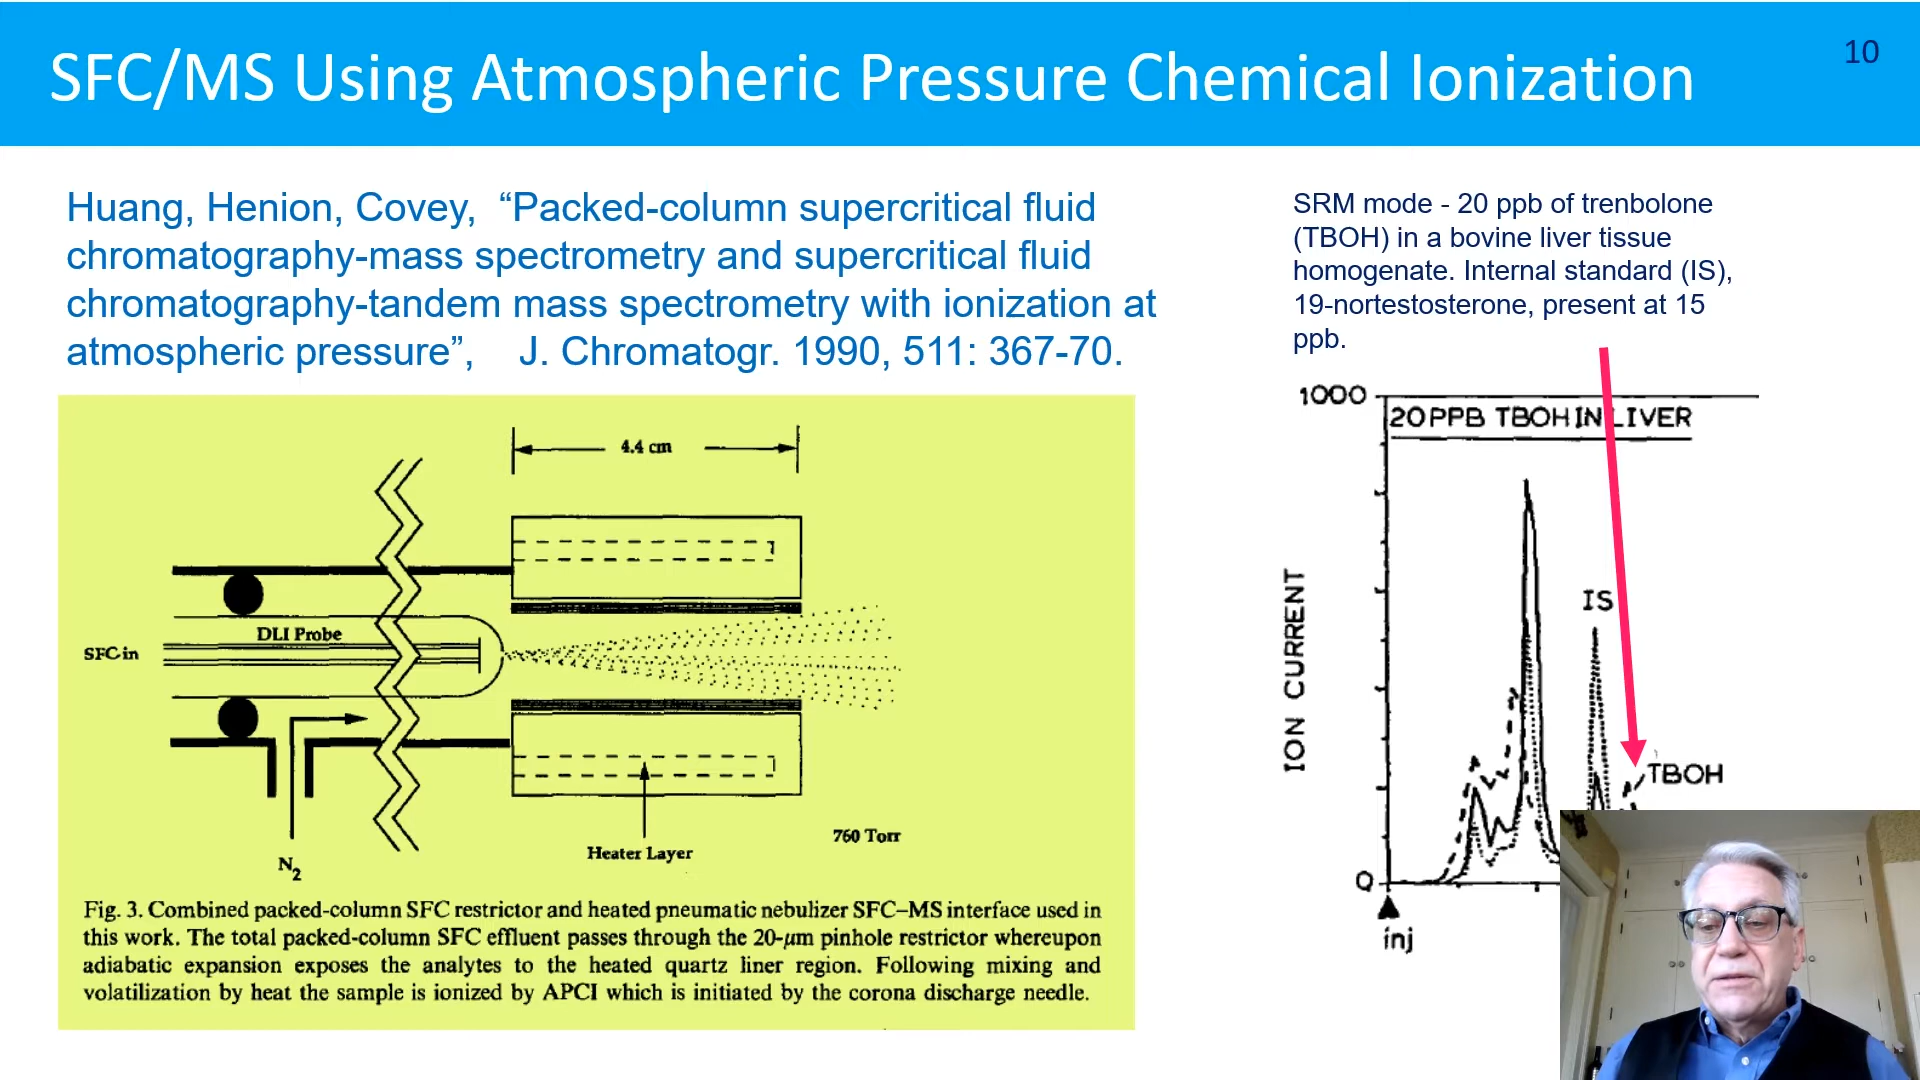 SFC/MS Using Atmospheric Pressure Chemical Ionization
10
Huang, Henion, Covey, “Packed-column supercritical fluid
chromatography-mass spectrometry and supercritical fluid
chromatography-tandem mass spectrometry with ionization at
atmospheric pressure”, J. Chromatogr. 1990, 511: 367-70.
SRM mode - 20 ppb of trenbolone
(TBOH) in a bovine liver tissue
homogenate. Internal standard (IS),
19-nortestosterone, present at 15
ppb.
4.4 cm
DLI Probe
SFC in
N2
Heater Layer
760 Torr
Fig. 3. Combined packed-column SFC restrictor and heated pneumatic nebulizer SFC–MS interface used in
this work. The total packed-column SFC effluent passes through the 20-μm pinhole restrictor whereupon
adiabatic expansion exposes the analytes to the heated quartz liner region. Following mixing and
volatilization by heat the sample is ionized by APCI which is initiated by the corona discharge needle.
1000
20 PPB TBOH IN LIVER
IS
ION CURRENT
TBOH
0
inj